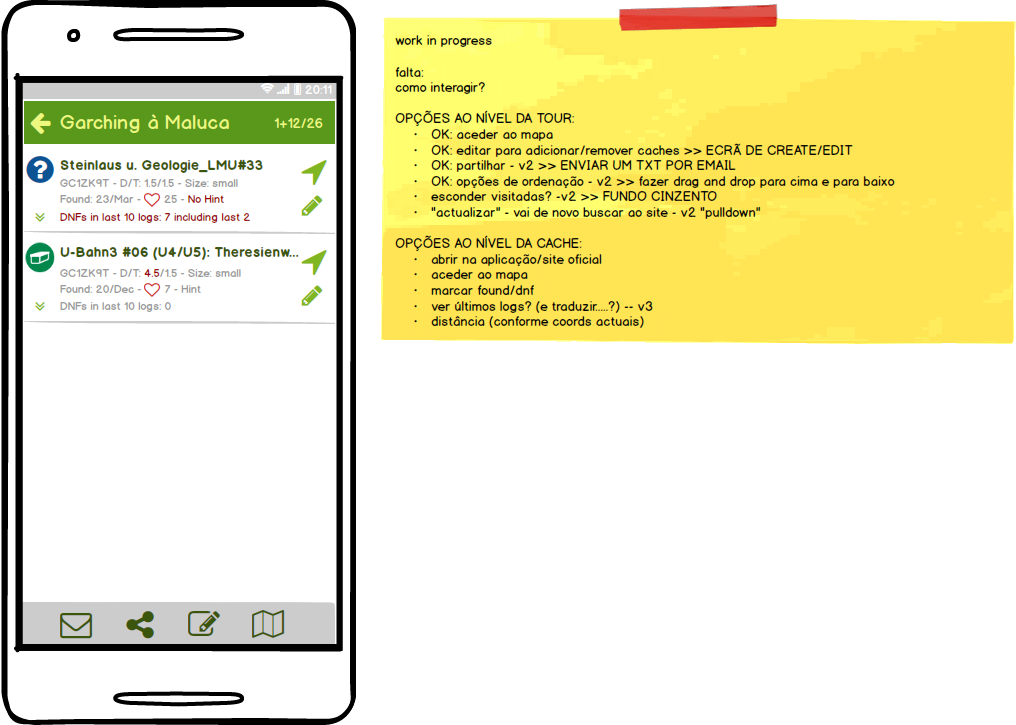 20:11
Garching à Maluca 1+12/26
Steinlaus u. Geologie_LMU#33
GC1ZK9T - D/T: 1.5/1.5 - Size: small
Found: 23/Mar - 25 - No Hint
DNFs in last 10 logs: 7 including last 2
U-Bahn3 #06 (U4/U5): Theresienw...
GC1ZK9T - D/T: 4.5/1.5 - Size: small
Found: 20/Dec - 7 - Hint
DNFs in last 10 logs: 0
work in progress
falta:
como interagir?
OPÇÕES AO NÍVEL DA TOUR:
· OK: aceder ao mapa
· OK: editar para adicionar/remover caches >> ECRÃ DE CREATE/EDIT
· OK: partilhar - v2 >> ENVIAR UM TXT POR EMAIL
· OK: opções de ordenação - v2 >> fazer drag and drop para cima e para baixo
· esconder visitadas? -v2 >> FUNDO CINZENTO
· "actualizar" - vai de novo buscar ao site - v2 "pulldown"
OPÇÕES AO NÍVEL DA CACHE:
· abrir na aplicação/site oficial
· aceder ao mapa
· marcar found/dnf
· ver últimos logs? (e traduzir.....?) -- v3
· distância (conforme coords actuais)